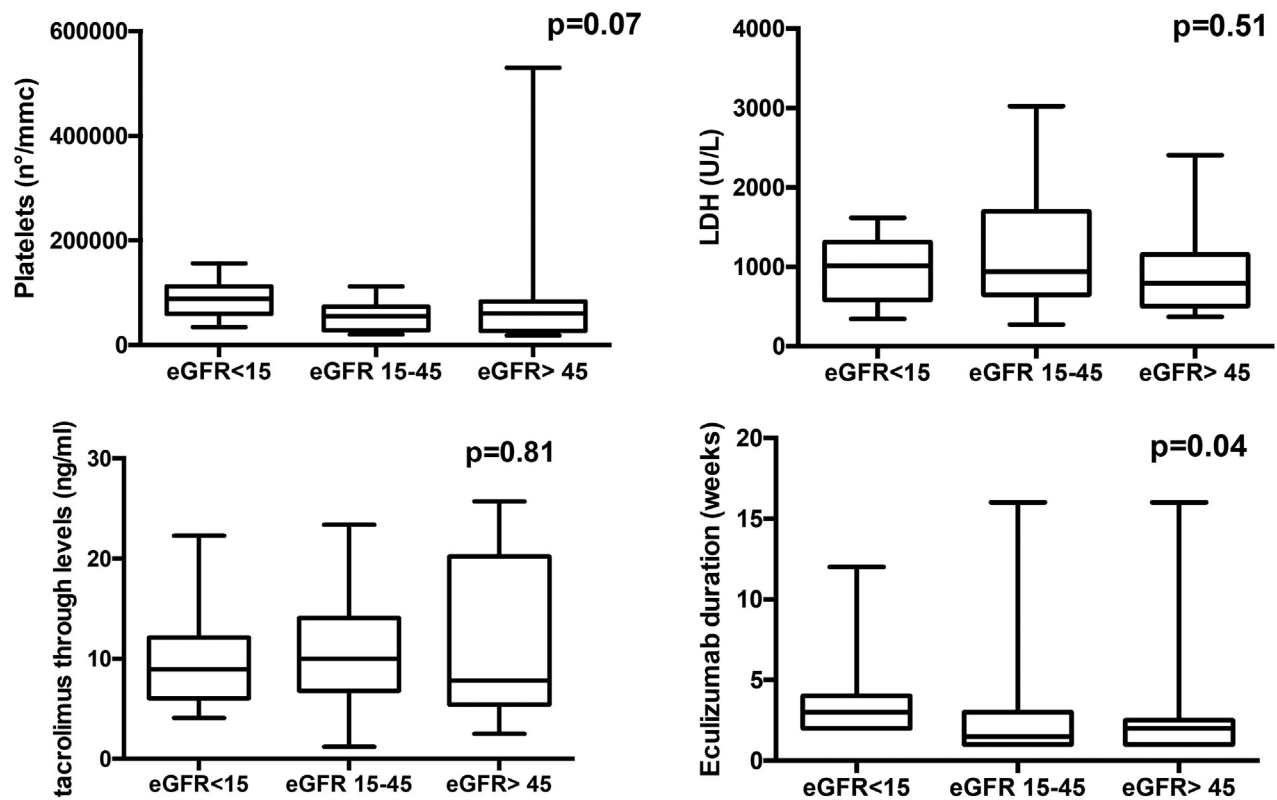 p=0.07
Platelets (n°/mmc)
600000
400000
200000
0
eGFR<15 eGFR 15-45 eGFR> 45
p=0.51
LDH (U/L)
4000
3000
2000
1000
0
eGFR<15 eGFR 15-45 eGFR> 45
p=0.81
tacrolimus through levels (ng/ml)
30
20
10
0
eGFR<15 eGFR 15-45 eGFR> 45
p=0.04
Eculizumab duration (weeks)
20
15
10
5
0
eGFR<15 eGFR 15-45 eGFR> 45